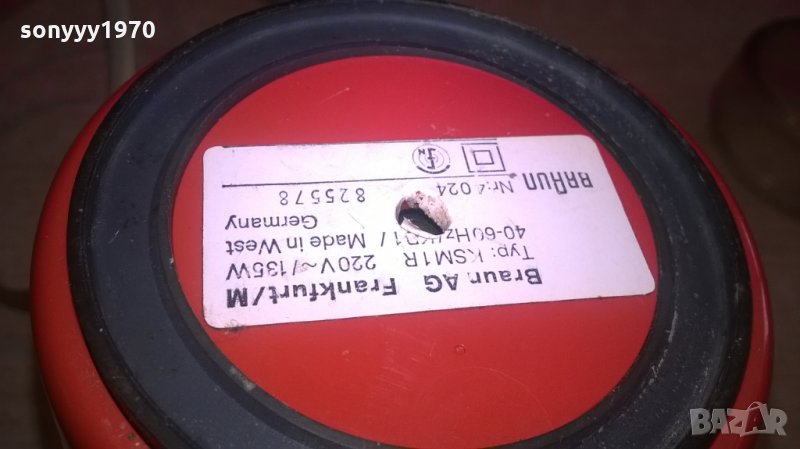 sonyyy1970
Braun AG Frankfurt/M
Typ: KSM1R 220V~/135W
40-60Hz/KB1/ Made in West
Germany
825578
BRAUN Nr: 4 024
BAZAR